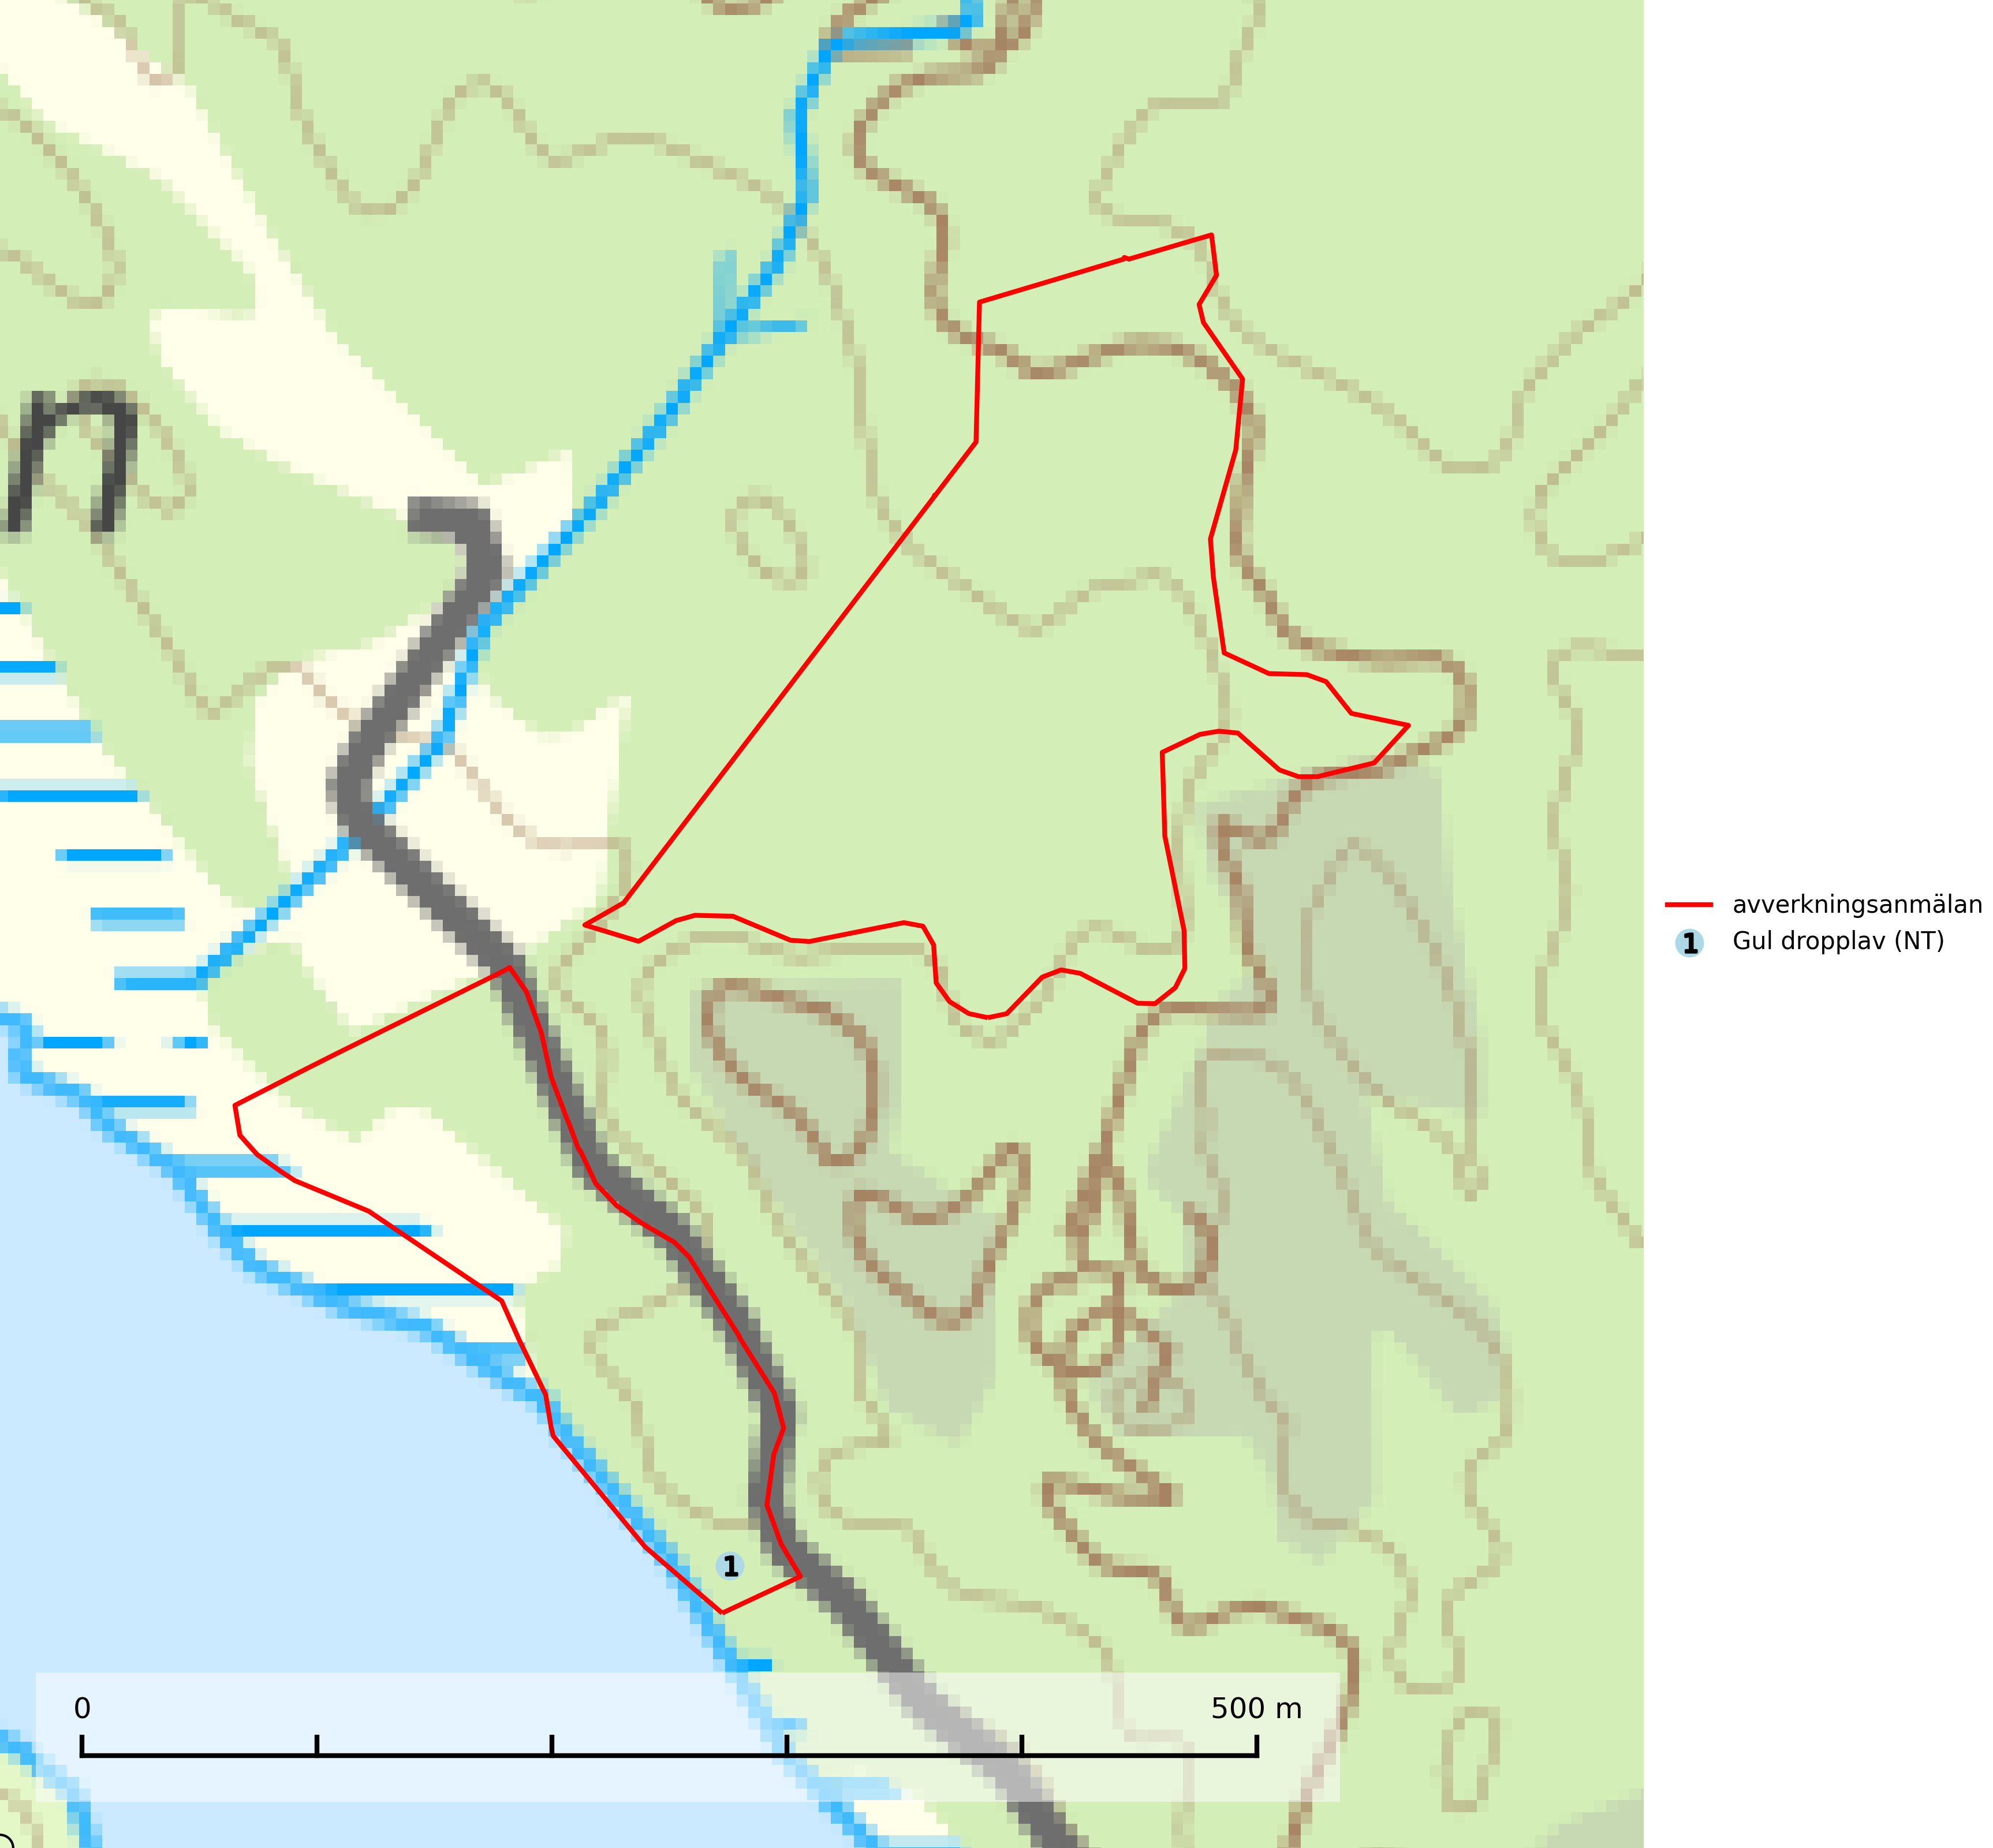 avverkningsanmälan
1 Gul dropplav (NT)
1
0 500 m